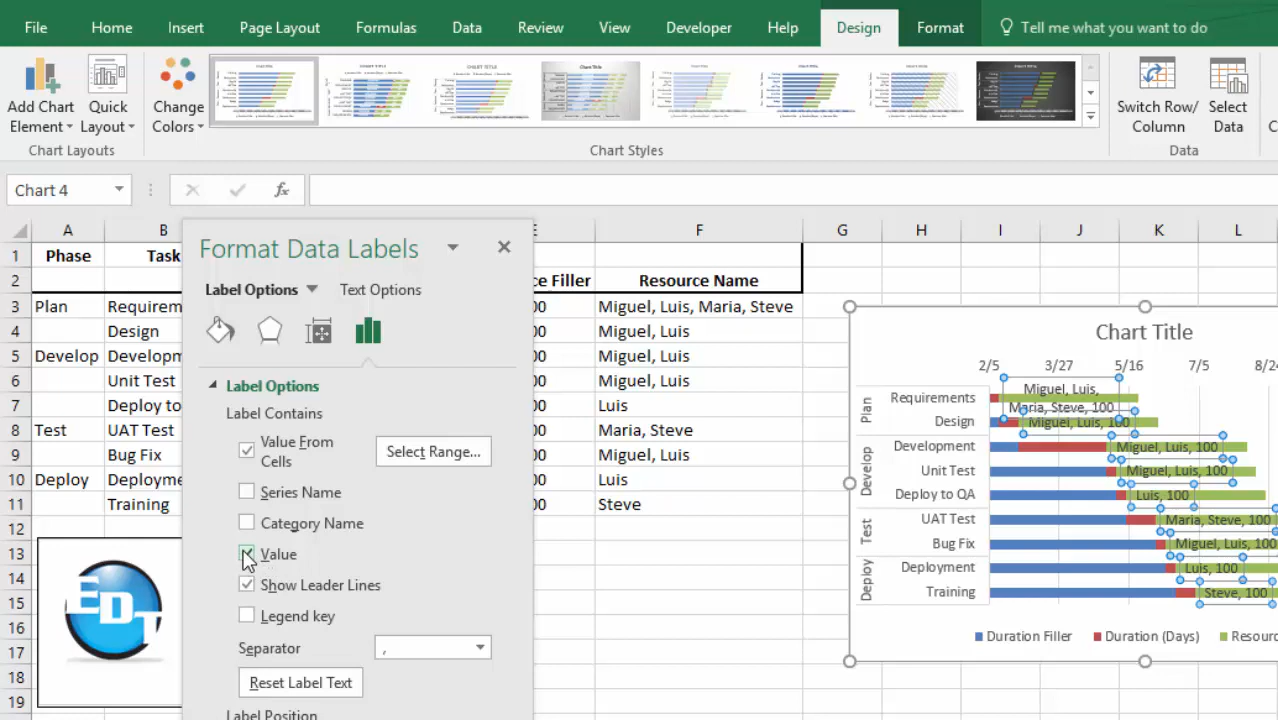 File Home Insert Page Layout Formulas Data Review View Developer Help Design Format Tell me what you want to do
Add Chart Element
Quick Layout
Change Colors
Switch Row/ Column
Select Data
Chart Layouts
Chart Styles
Data
Chart 4
fx
A B E F G H I J K L
1 Phase Task
2 ce Filler Resource Name
3 Plan Requirem 00 Miguel, Luis, Maria, Steve
4 Design 00 Miguel, Luis
5 Develop Developm 00 Miguel, Luis
6 Unit Test 00 Miguel, Luis
7 Deploy to 00 Luis
8 Test UAT Test 00 Maria, Steve
9 Bug Fix 00 Miguel, Luis
10 Deploy Deployme 00 Luis
11 Training 00 Steve
12
13
14
15
16
17
18
19
EDT
Format Data Labels
Label Options Text Options
Label Options
Label Contains
Value From
Cells
Select Range...
Series Name
Category Name
Value
Show Leader Lines
Legend key
Separator ,
Reset Label Text
Label Position
Chart Title
2/5 3/27 5/16 7/5 8/24
Plan
Develop
Test
Deploy
Requirements Miguel, Luis,
Maria, Steve, 100
Design Miguel, Luis, 100
Development Miguel, Luis, 100
Unit Test Miguel, Luis, 100
Deploy to QA Luis, 100
UAT Test Maria, Steve, 100
Bug Fix Miguel, Luis, 100
Deployment Luis, 100
Training Steve, 100
Duration Filler Duration (Days) Resourc